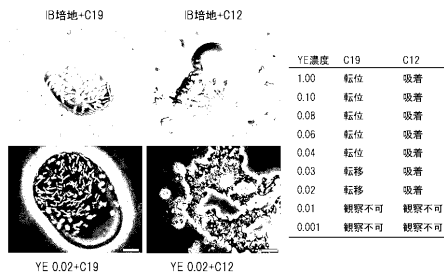 IB培地+C19 IB培地+C12
YE 0.02+C19 YE 0.02+C12
YE濃度 C19 C12
1.00 転位 吸着
0.10 転位 吸着
0.08 転位 吸着
0.06 転位 吸着
0.04 転位 吸着
0.03 転移 吸着
0.02 転移 吸着
0.01 観察不可 観察不可
0.001 観察不可 観察不可